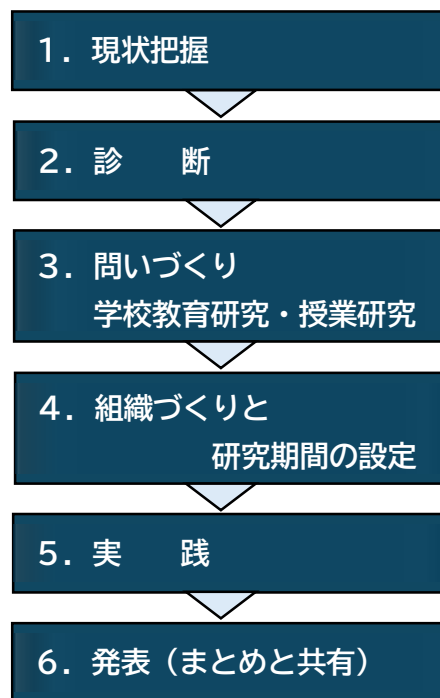 １．現状把握
２．診　　断
３．問いづくり
学校教育研究・授業研究
４．組織づくりと
研究期間の設定
５．実　　践
６．発表（まとめと共有）